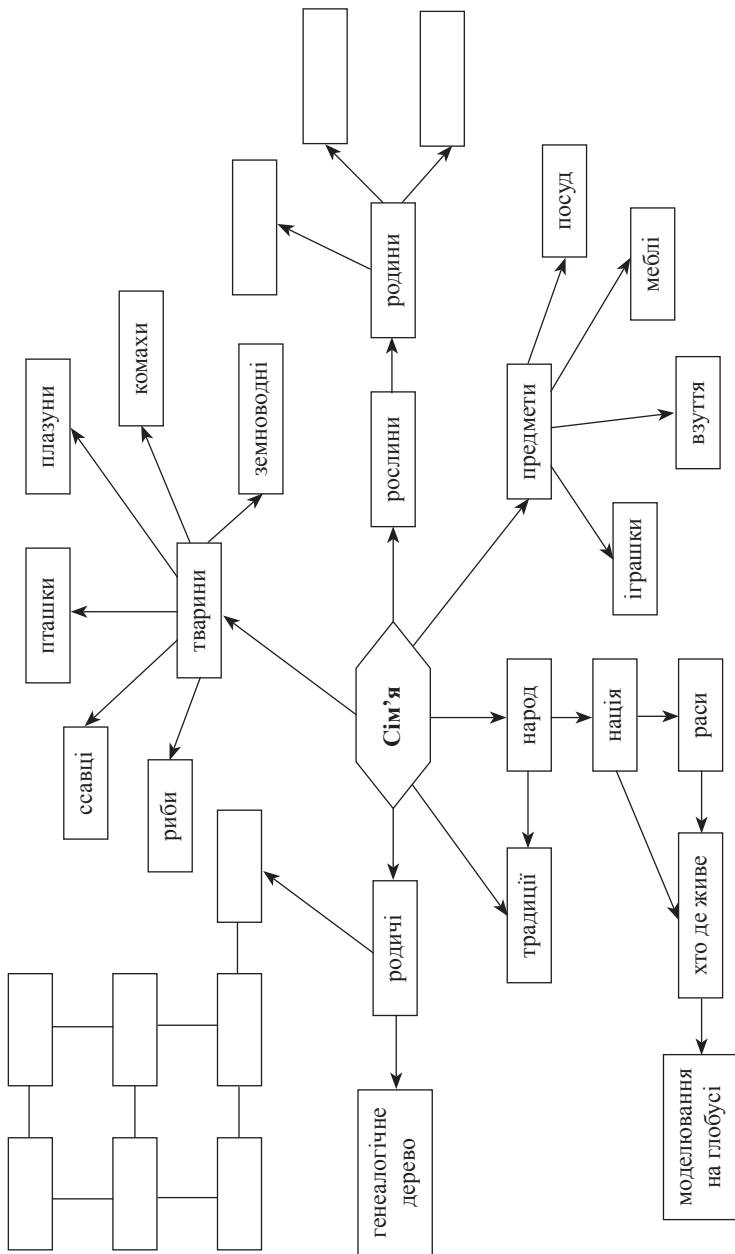 плазуни
комахи
пташки
земноводні
ссавці
тварини
риби
родини
рослини
посуд
меблі
предмети
взуття
іграшки
Сім’я
родичі
генеалогічне
дерево
народ
традиції
нація
раси
хто де живе
моделювання
на глобусі